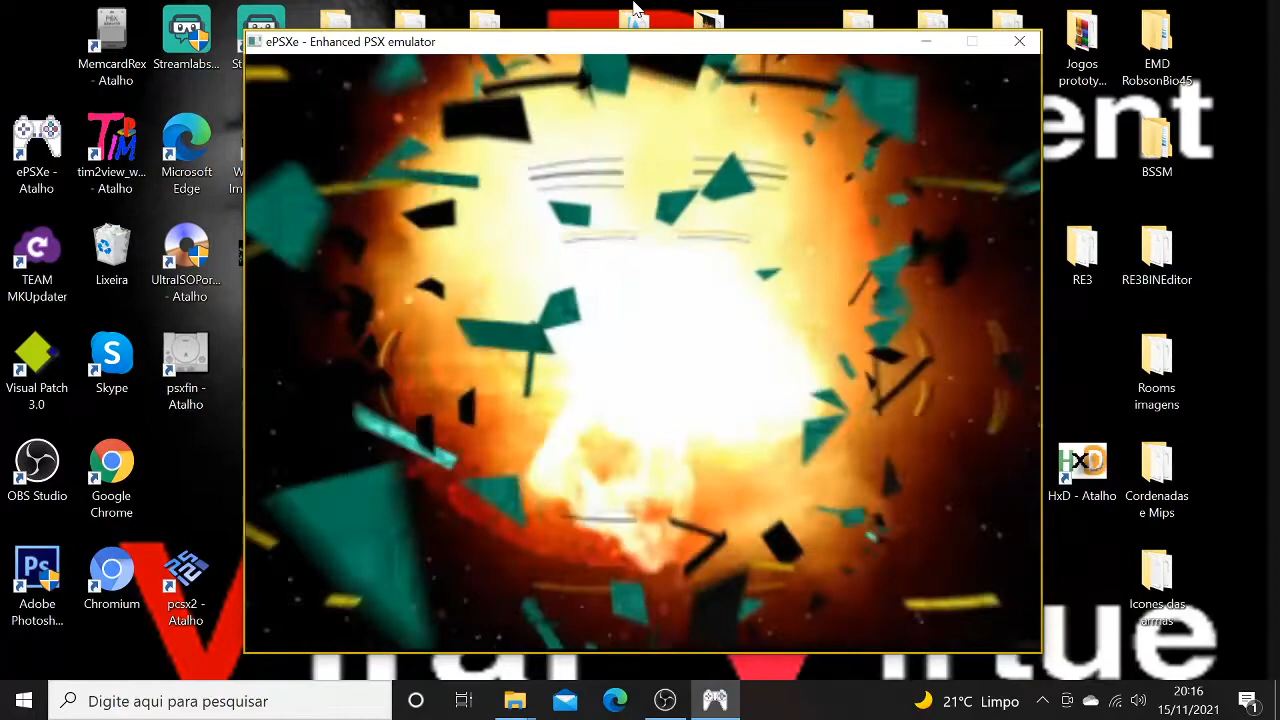 ePSXe - Enhanced PSX emulator
MemcardRex
- Atalho
Streamlabs...
Jogos
prototy...
EMD
RobsonBio45
ePSXe -
Atalho
tim2view_w...
- Atalho
Microsoft
Edge
BSSM
TEAM
MKUpdater
Lixeira
UltraISOPor...
- Atalho
RE3
RE3BINEditor
Visual Patch
3.0
Skype
psxfin -
Atalho
Rooms
imagens
OBS Studio
Google
Chrome
HxD - Atalho
Cordenadas
e Mips
Adobe
Photosh...
Chromium
pcsx2 -
Atalho
Icones das
armas
Digite aqui para pesquisar
21°C Limpo
20:16
15/11/2021